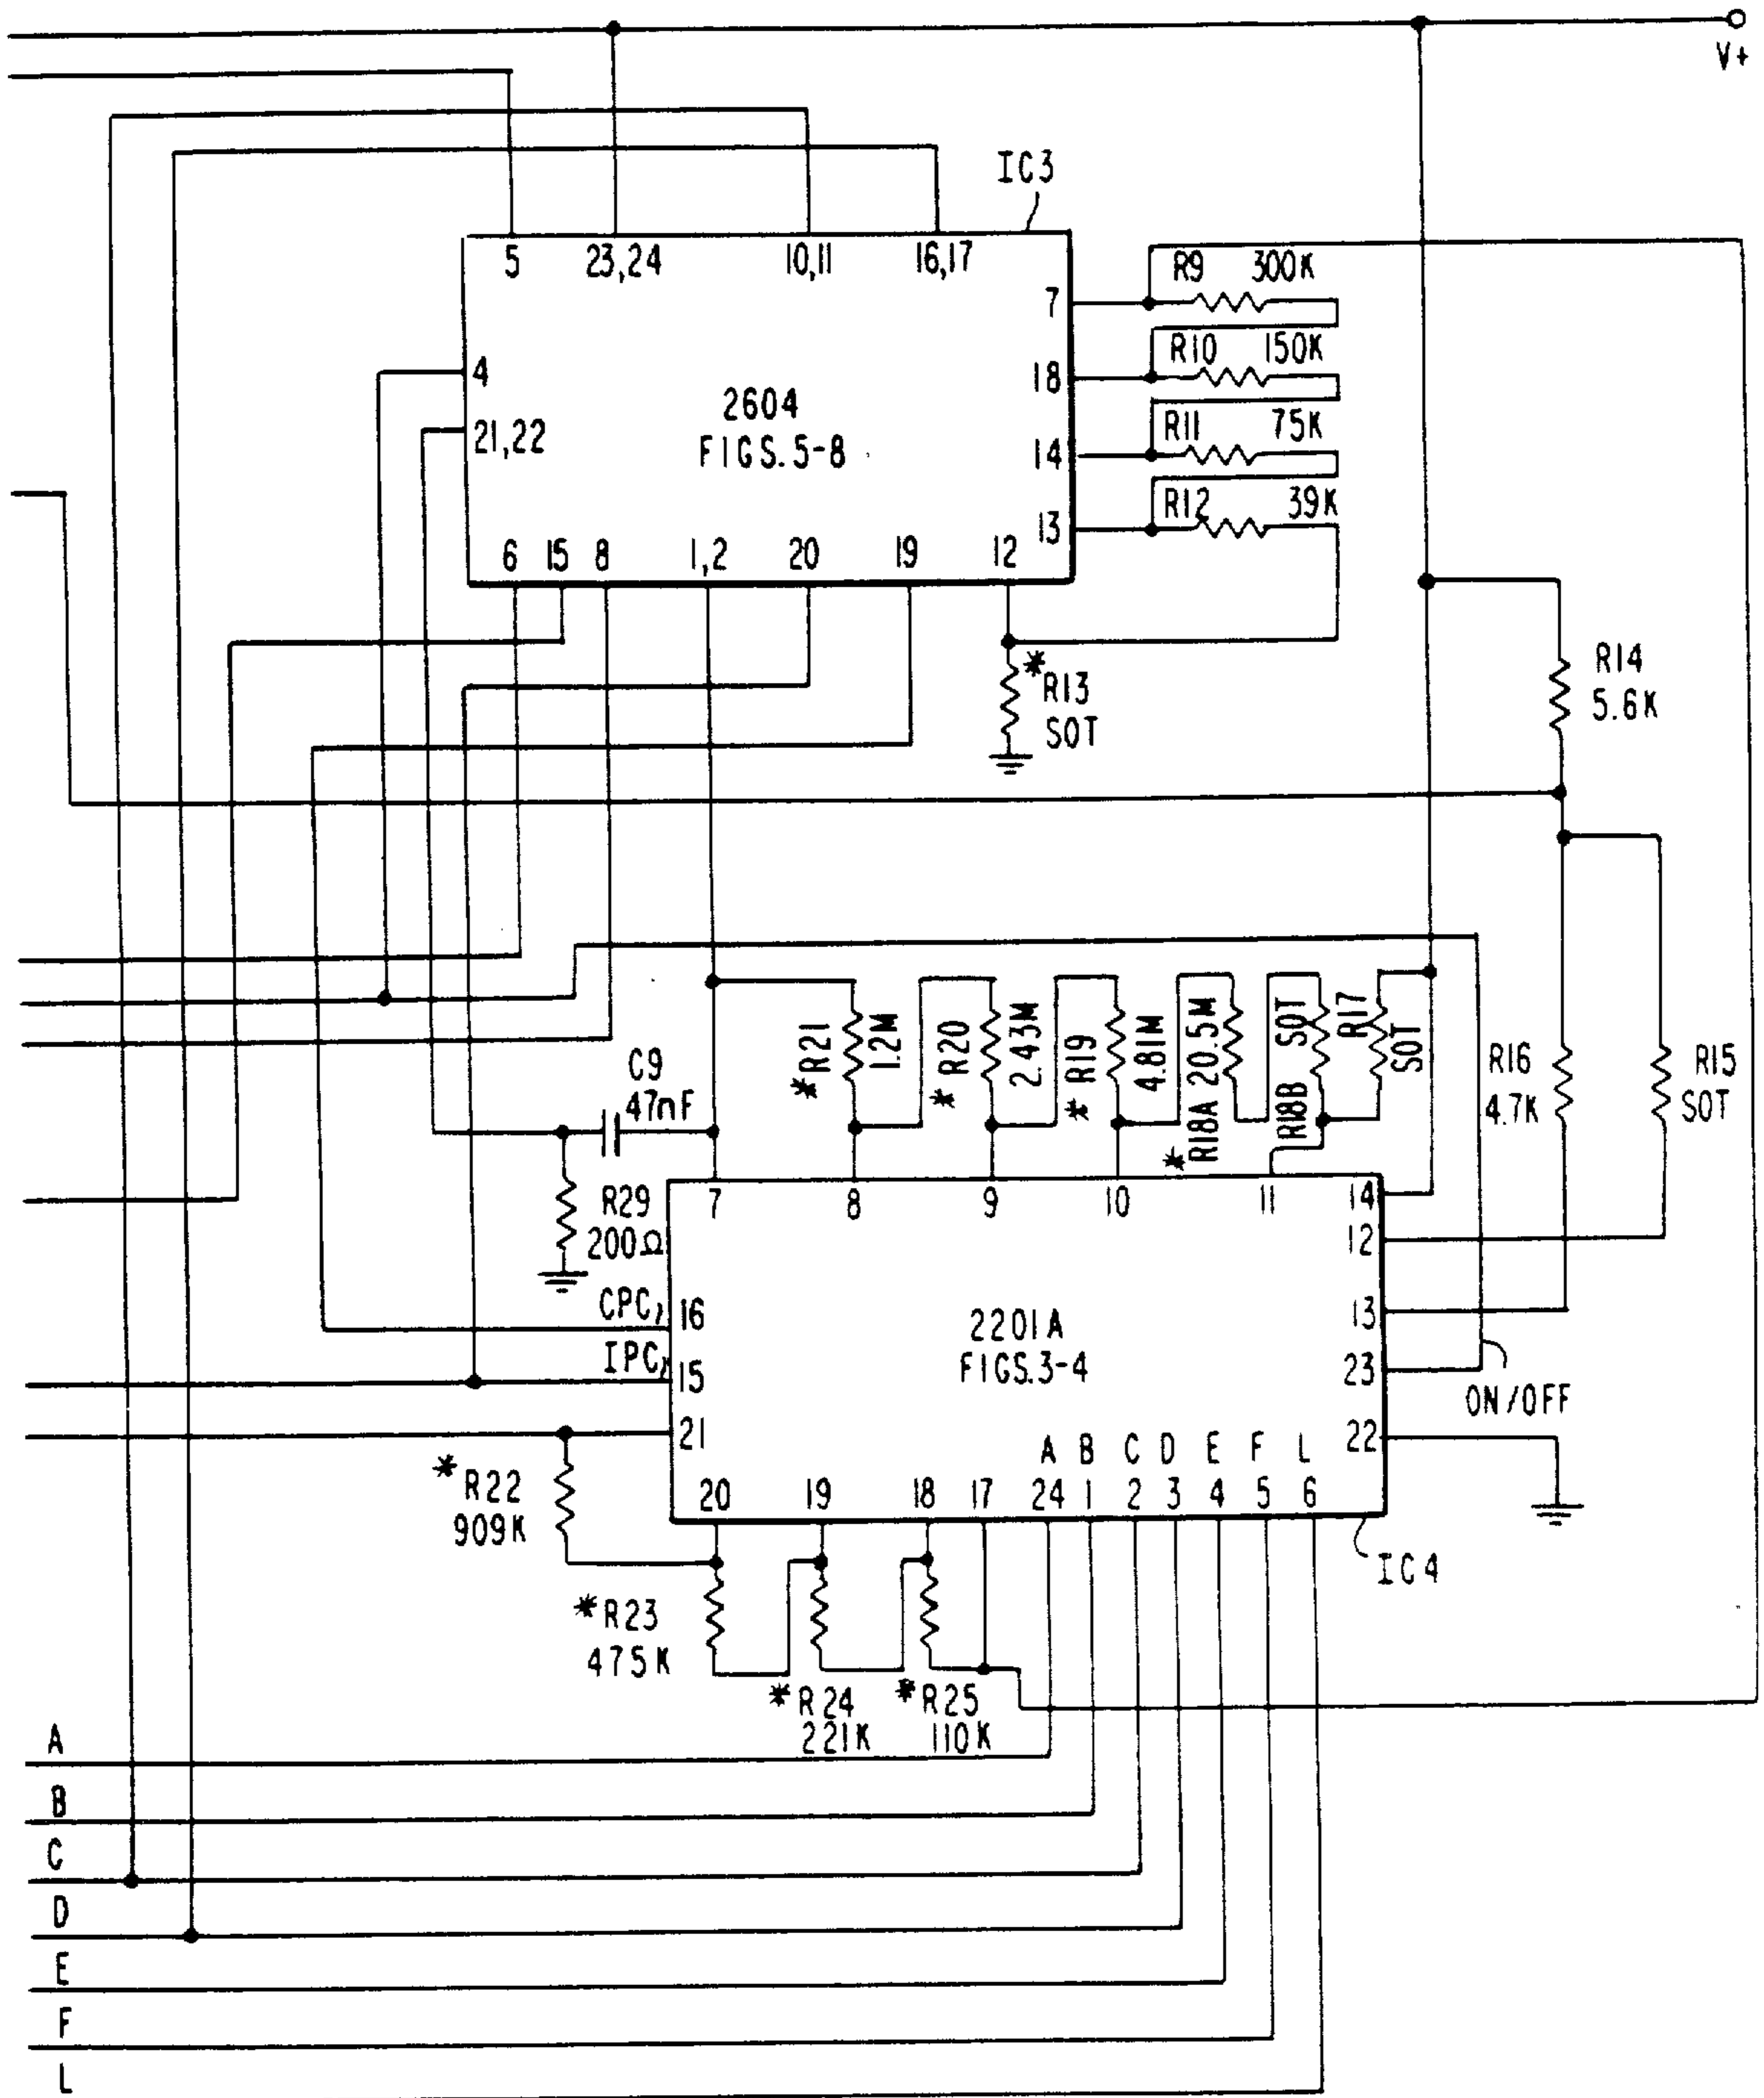 V+
IC3
5
23,24
10,11
16,17
7
R9 300K
4
18
R10 150K
21,22
2604
FIGS. 5-8
14
R11 75K
13
R12 39K
6 15 8 1,2 20 19 12
*R13
SOT
R14
5.6K
*R21
1.2M
*R20
2.43M
*R19
4.81M
*R18A 20.5M
R18B SOT
R17
SOT
R16
4.7K
R15
SOT
C9
47nF
R29
200Ω
7 8 9 10 11 14
12
CPC,
16
13
IPC,
15
2201A
FIGS.3-4
23
ON/OFF
21
22
A B C D E F L
20 19 18 17 24 1 2 3 4 5 6
*R22
909K
IC4
*R23
475K
*R24
221K
*R25
110K
A
B
C
D
E
F
L